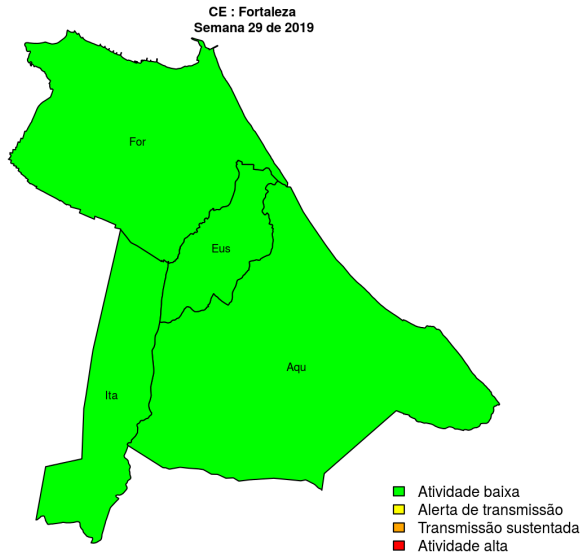 CE : Fortaleza
Semana 29 de 2019
For
Eus
Aqu
Ita
Atividade baixa
Alerta de transmissão
Transmissão sustentada
Atividade alta